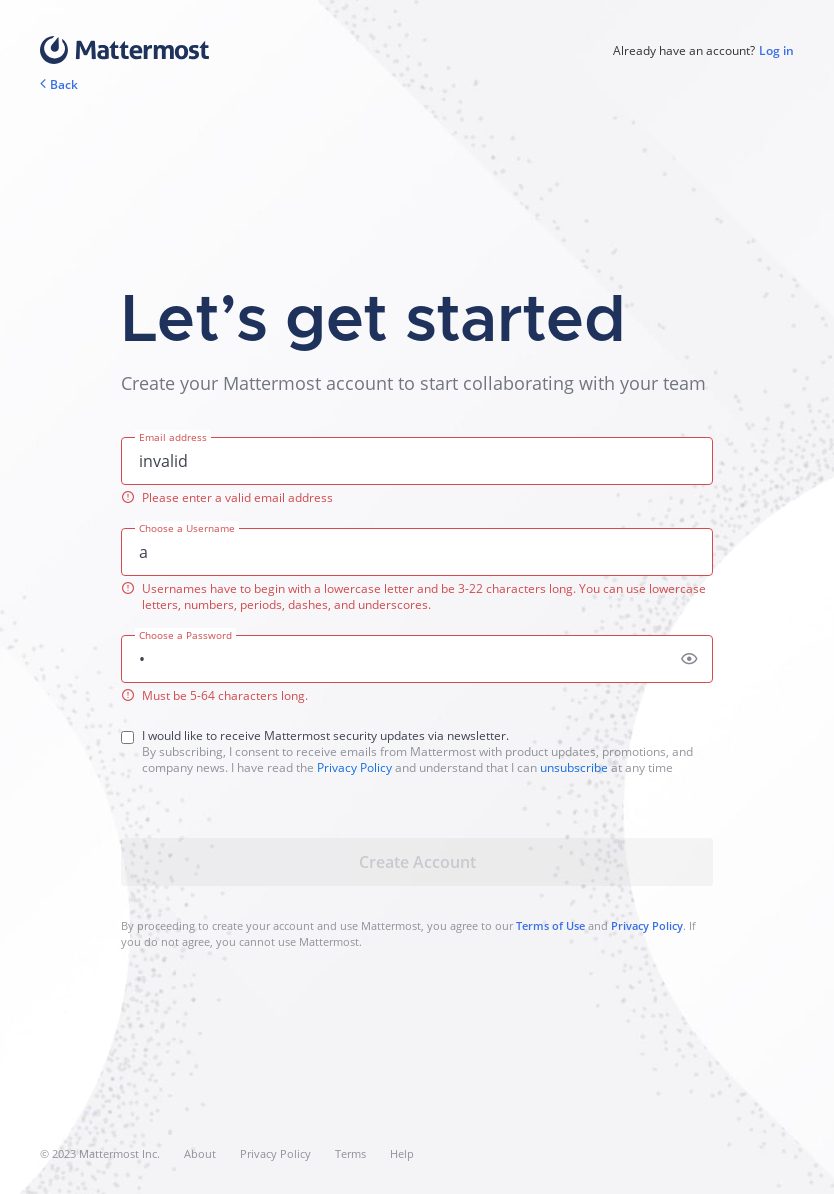 Mattermost
Already have an account? Log in
Back
Let’s get started
Create your Mattermost account to start collaborating with your team
Email address
invalid
Please enter a valid email address
Choose a Username
a
Usernames have to begin with a lowercase letter and be 3-22 characters long. You can use lowercase
letters, numbers, periods, dashes, and underscores.
Choose a Password
•
Must be 5-64 characters long.
I would like to receive Mattermost security updates via newsletter.
By subscribing, I consent to receive emails from Mattermost with product updates, promotions, and
company news. I have read the Privacy Policy and understand that I can unsubscribe at any time
Create Account
By proceeding to create your account and use Mattermost, you agree to our Terms of Use and Privacy Policy. If
you do not agree, you cannot use Mattermost.
© 2023 Mattermost Inc. About Privacy Policy Terms Help